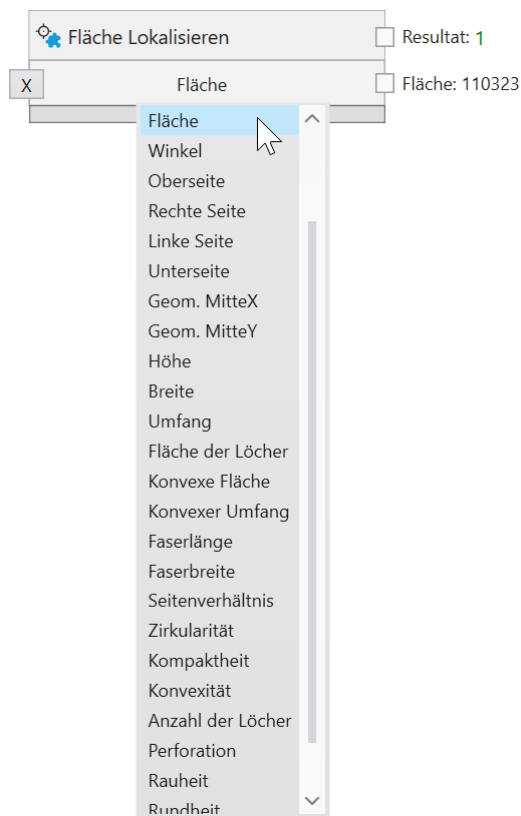 Fläche Lokalisieren
Resultat: 1
X
Fläche
Fläche: 110323
Fläche
Winkel
Oberseite
Rechte Seite
Linke Seite
Unterseite
Geom. MitteX
Geom. MitteY
Höhe
Breite
Umfang
Fläche der Löcher
Konvexe Fläche
Konvexer Umfang
Faserlänge
Faserbreite
Seitenverhältnis
Zirkularität
Kompaktheit
Konvexität
Anzahl der Löcher
Perforation
Rauheit
Rundheit